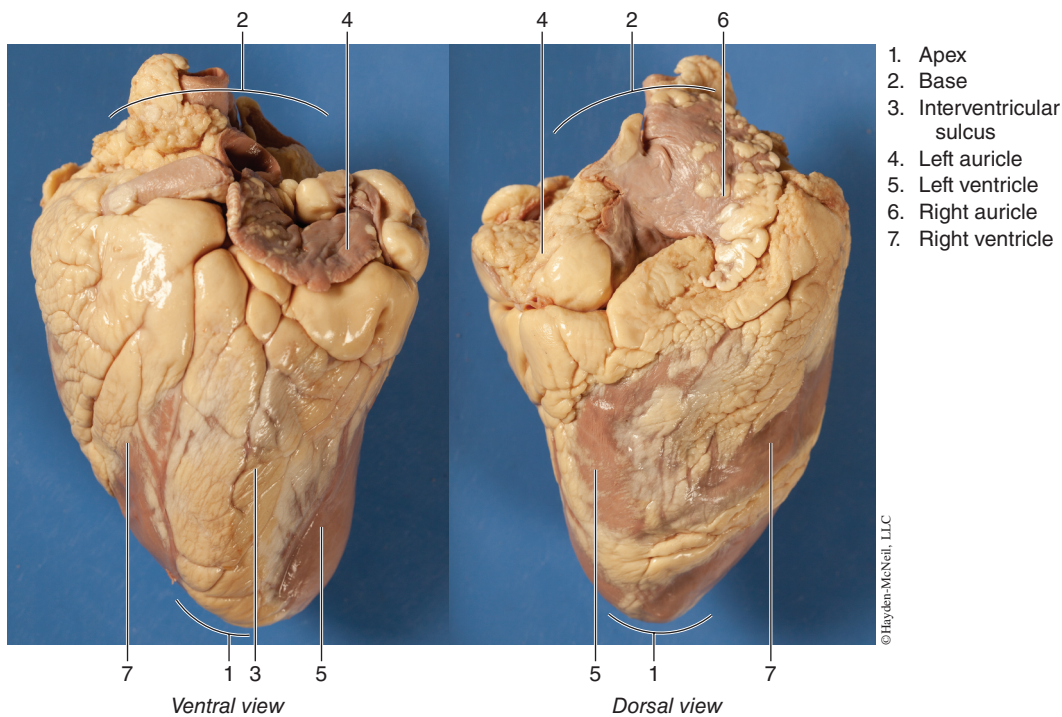 2 4 4 2 6
1. Apex
2. Base
3. Interventricular
sulcus
4. Left auricle
5. Left ventricle
6. Right auricle
7. Right ventricle
©Hayden-McNeil, LLC
7 1 3 5 5 1 7
Ventral view Dorsal view